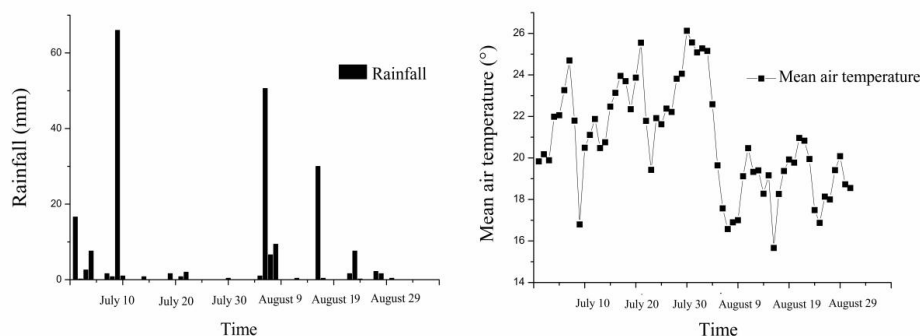 60
40
20
0
Rainfall (mm)
Rainfall
July 10 July 20 July 30 August 9 August 19 August 29
Time
26
24
22
20
18
16
14
Mean air temperature (°)
Mean air temperature
July 10 July 20 July 30 August 9 August 19 August 29
Time